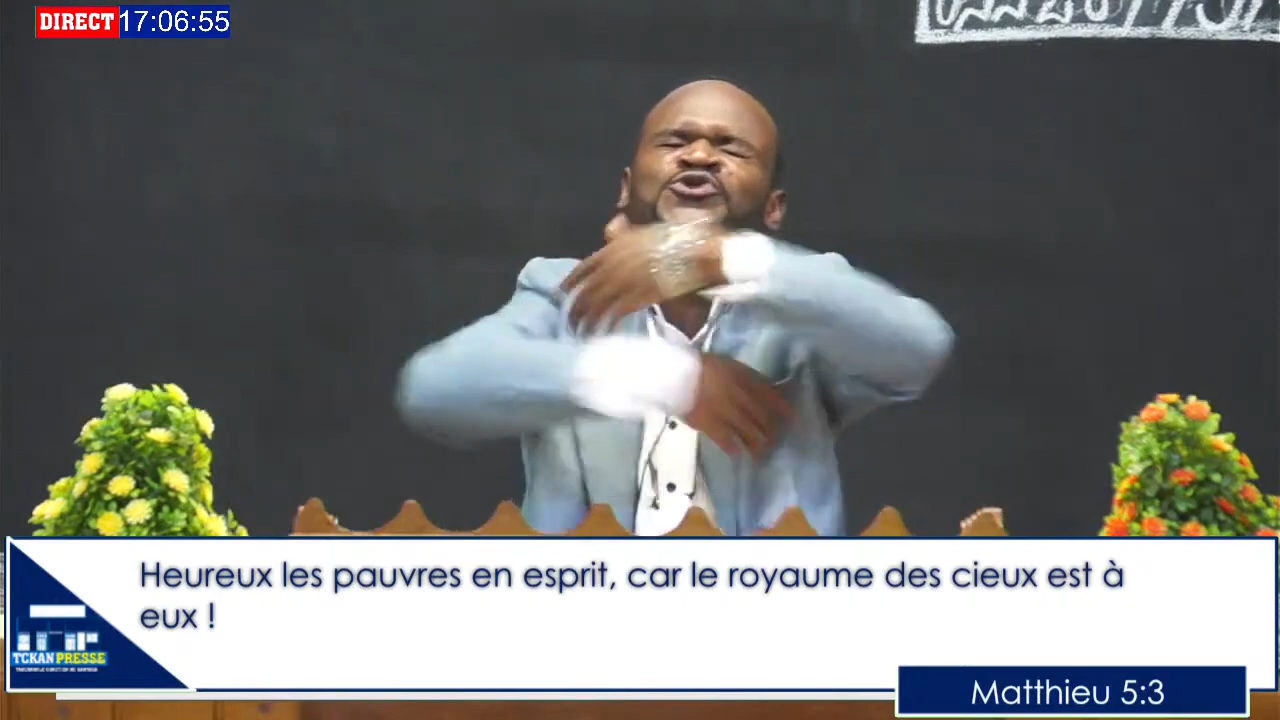 DIRECT 17:06:55
Heureux les pauvres en esprit, car le royaume des cieux est à
eux !
TCKAN PRESSE
Matthieu 5:3